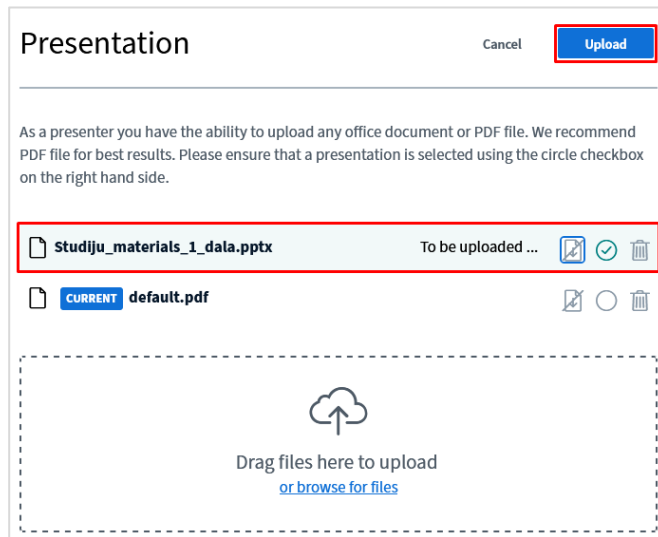 Presentation Cancel Upload
As a presenter you have the ability to upload any office document or PDF file. We recommend
PDF file for best results. Please ensure that a presentation is selected using the circle checkbox
on the right hand side.
Studiju_materials_1_dala.pptx To be uploaded ...
CURRENT default.pdf
Drag files here to upload
or browse for files